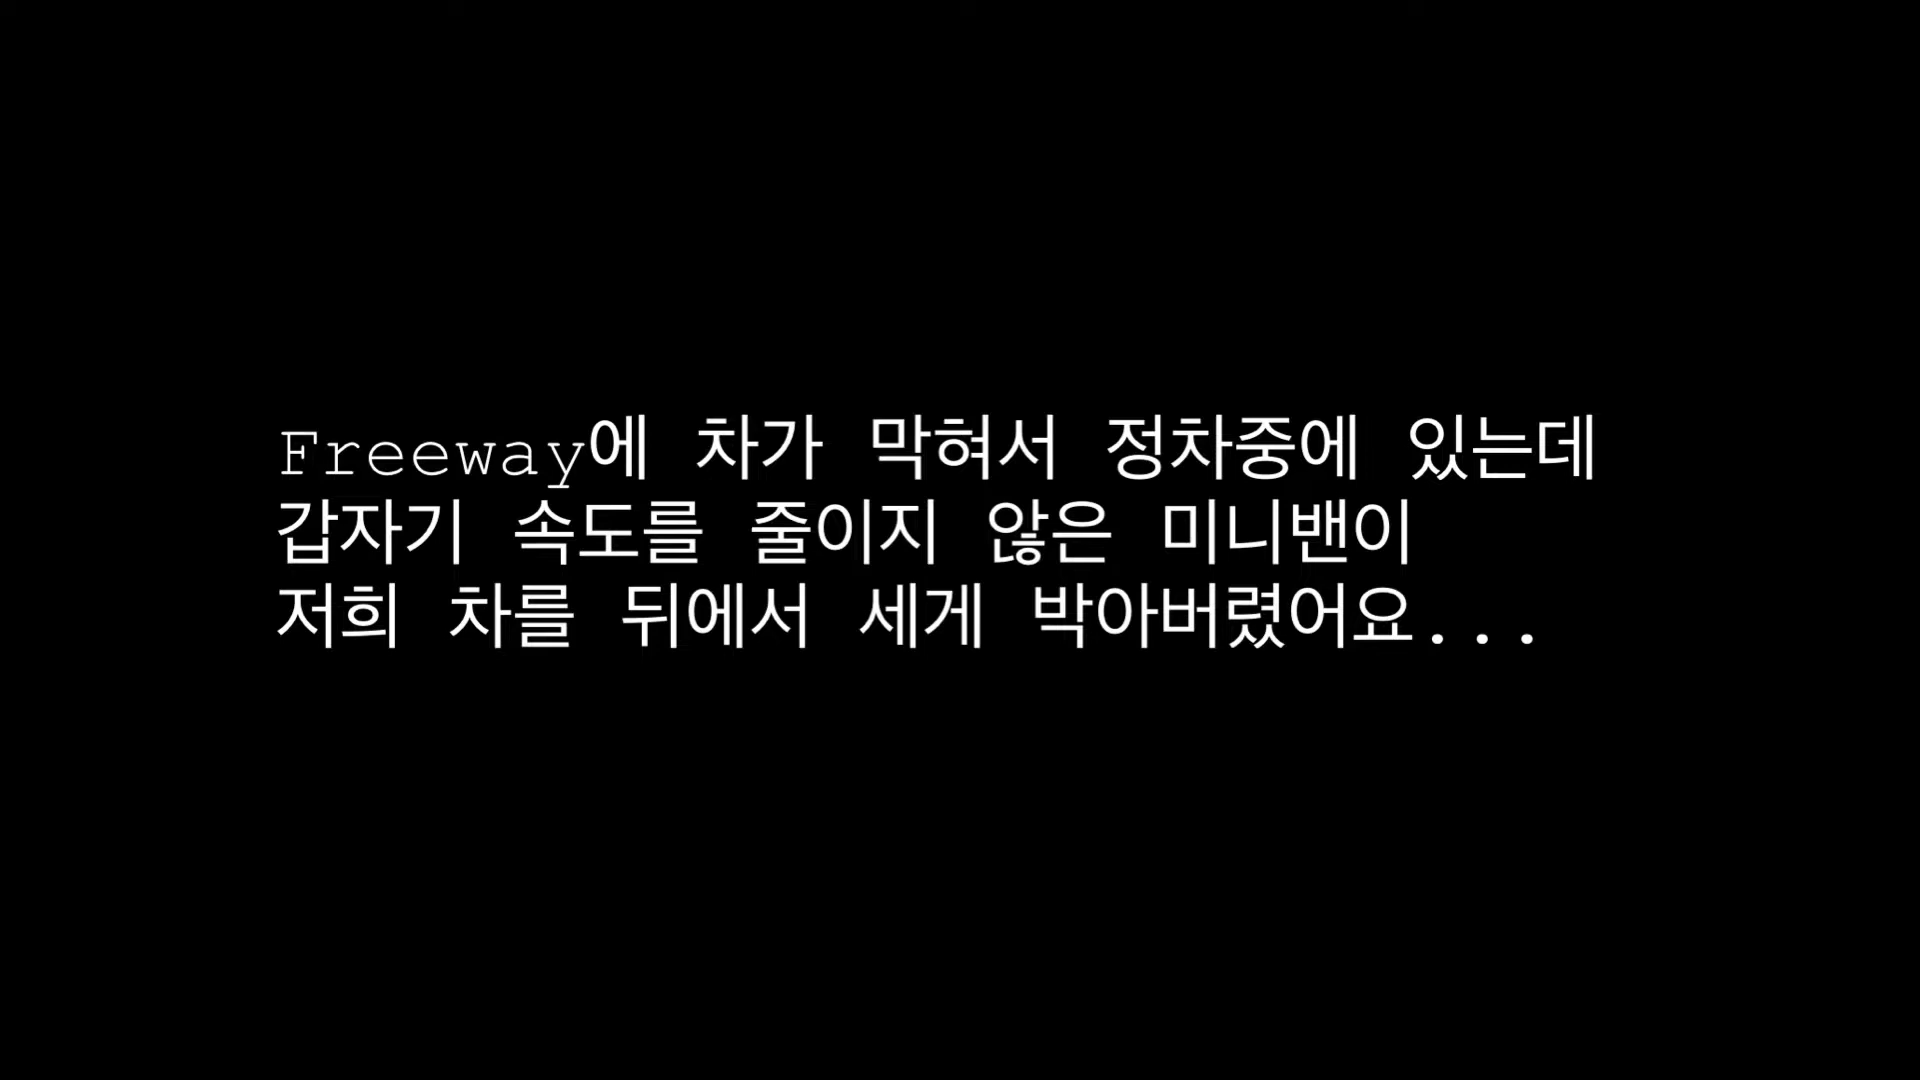 Freeway에 차가 막혀서 정차중에 있는데
갑자기 속도를 줄이지 않은 미니밴이
저희 차를 뒤에서 세게 박아버렸어요...